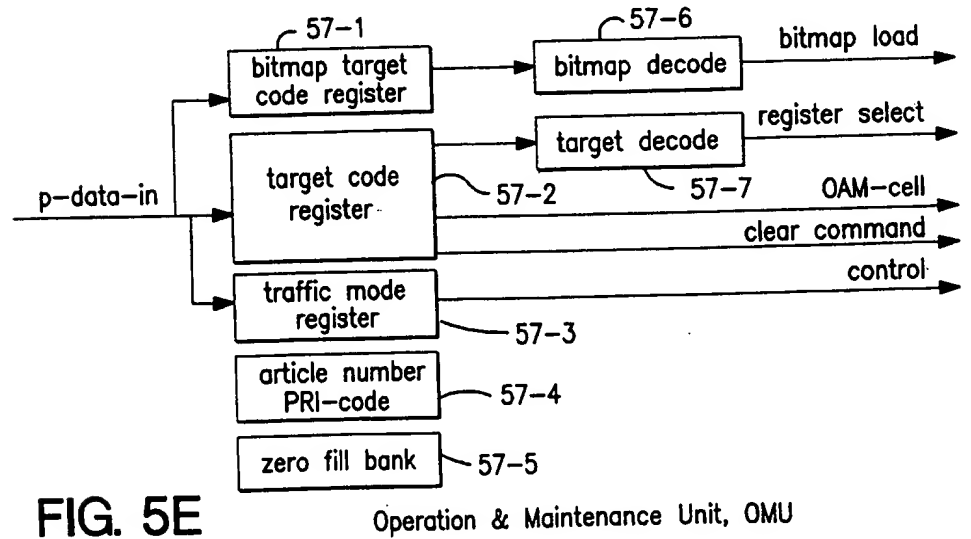 57-1
bitmap target
code register
57-6
bitmap decode
bitmap load
target code
register
57-2
target decode
57-7
register select
p-data-in
OAM-cell
clear command
control
traffic mode
register
57-3
article number
PRI-code
57-4
zero fill bank
57-5
FIG. 5E
Operation & Maintenance Unit, OMU